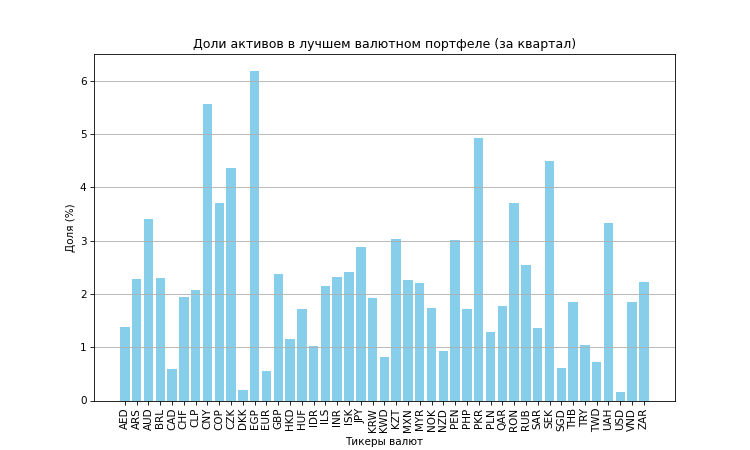 Доли активов в лучшем валютном портфеле (за квартал)
6
5
4
3
2
1
0
Доля (%)
AED ARS AUD BRL CAD CHF CLP CNY COP CZK DKK EGP EUR GBP HKD HUF IDR ILS INR ISK JPY KRW KWD KZT MXN MYR NOK NZD PEN PHP PKR PLN QAR RON RUB SAR SEK SGD THB TRY TWD UAH USD VND ZAR
Тикеры валют